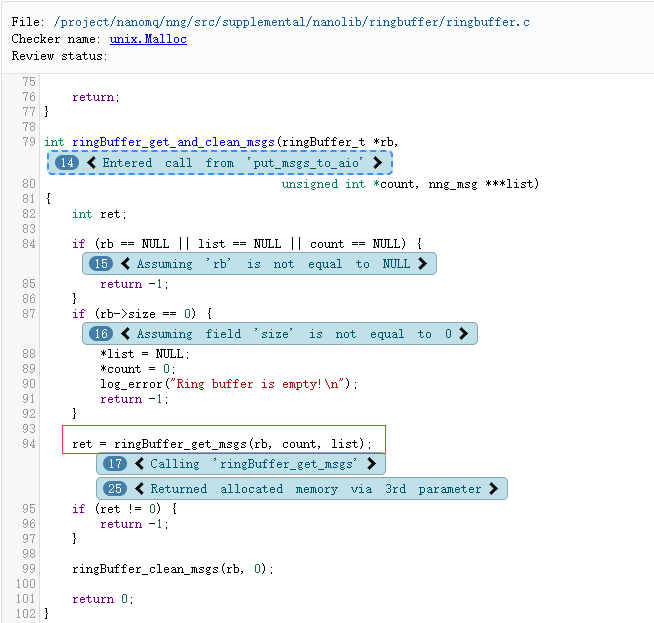 File: /project/nanomq/nng/src/supplemental/nanolib/ringbuffer/ringbuffer.c
Checker name: unix.Malloc
Review status:
75
76 return;
77 }
78
79 int ringBuffer_get_and_clean_msgs(ringBuffer_t *rb,
14 Entered call from 'put_msgs_to_aio'
80 unsigned int *count, nng_msg ***list)
81 {
82 int ret;
83
84 if (rb == NULL || list == NULL || count == NULL) {
15 Assuming 'rb' is not equal to NULL
85 return -1;
86 }
87 if (rb->size == 0) {
16 Assuming field 'size' is not equal to 0
88 *list = NULL;
89 *count = 0;
90 log_error("Ring buffer is empty!\n");
91 return -1;
92 }
93
94 ret = ringBuffer_get_msgs(rb, count, list);
17 Calling 'ringBuffer_get_msgs'
25 Returned allocated memory via 3rd parameter
95 if (ret != 0) {
96 return -1;
97 }
98
99 ringBuffer_clean_msgs(rb, 0);
100
101 return 0;
102 }